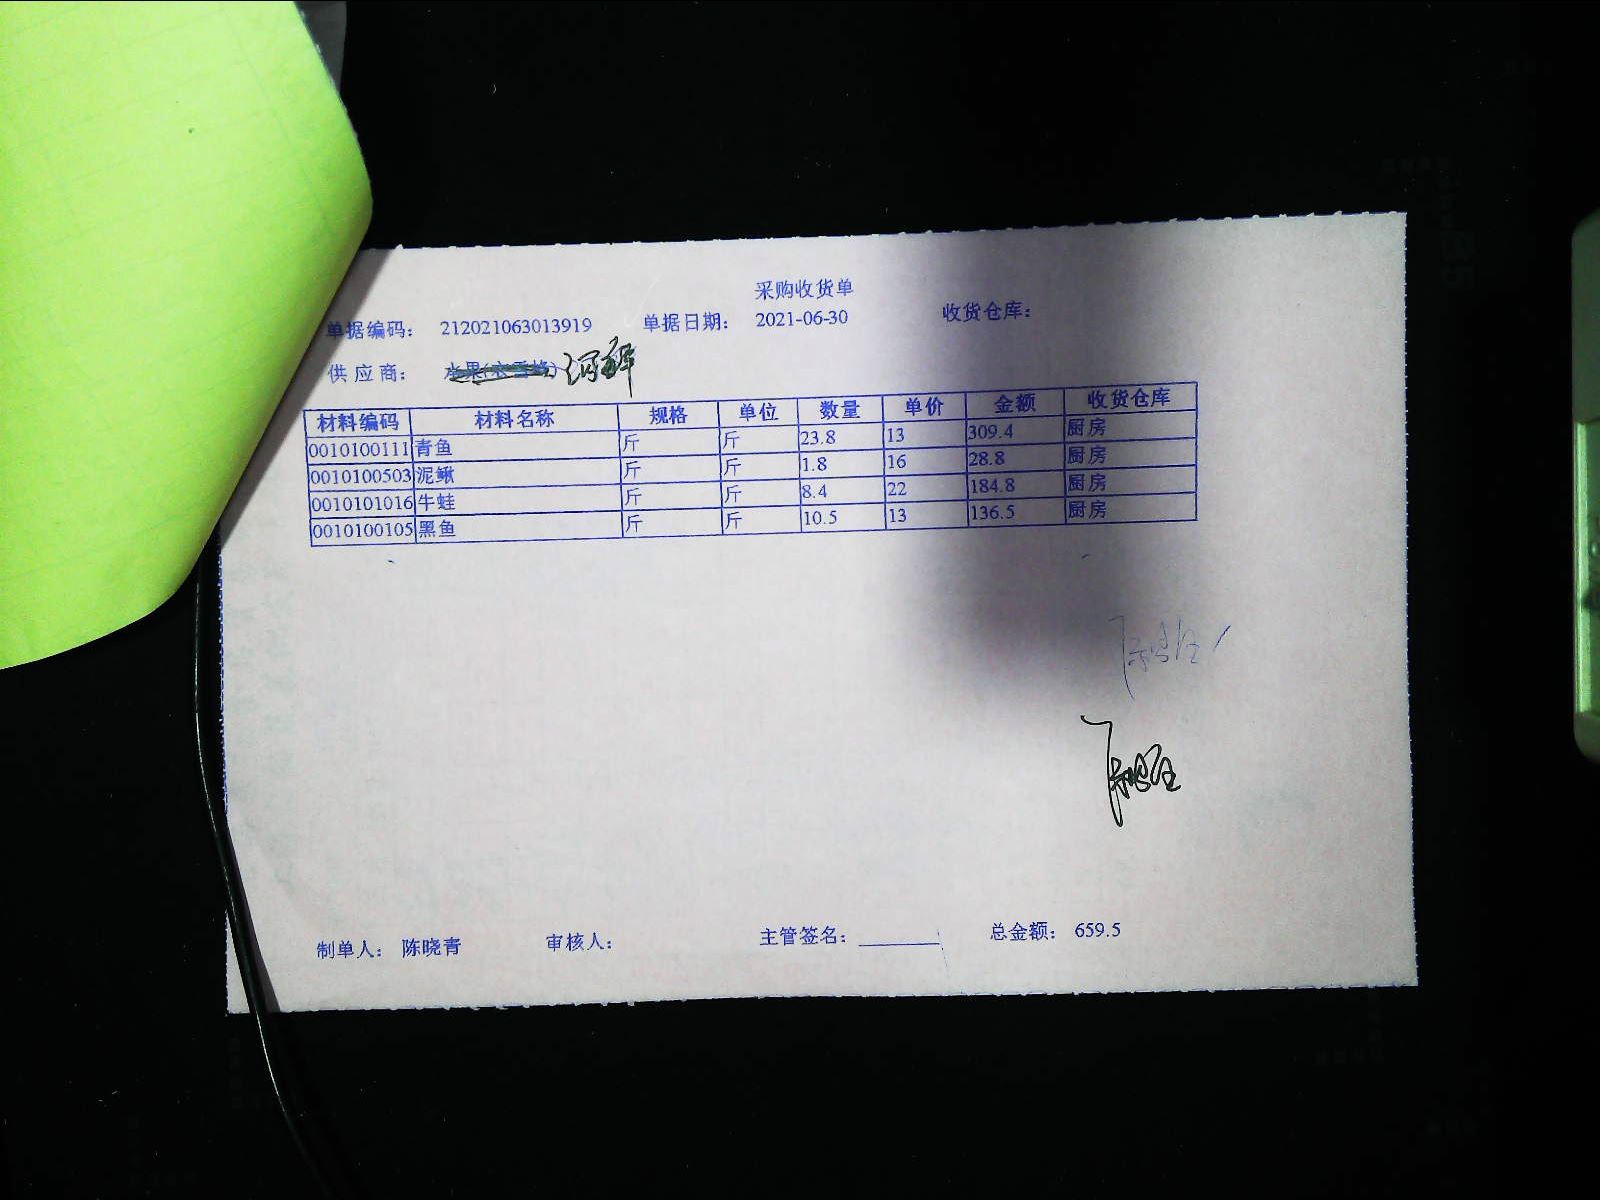 采购收货单
单据编码： 212021063013919 单据日期： 2021-06-30 收货仓库：
供 应 商：
材料编码 材料名称 规格 单位 数量 单价 金额 收货仓库
0010100111 青鱼 斤 斤 23.8 13 309.4 厨房
0010100503 泥鳅 斤 斤 1.8 16 28.8 厨房
0010101016 牛蛙 斤 斤 8.4 22 184.8 厨房
0010100105 黑鱼 斤 斤 10.5 13 136.5 厨房
制单人： 陈晓青 审核人： 主管签名： 总金额： 659.5